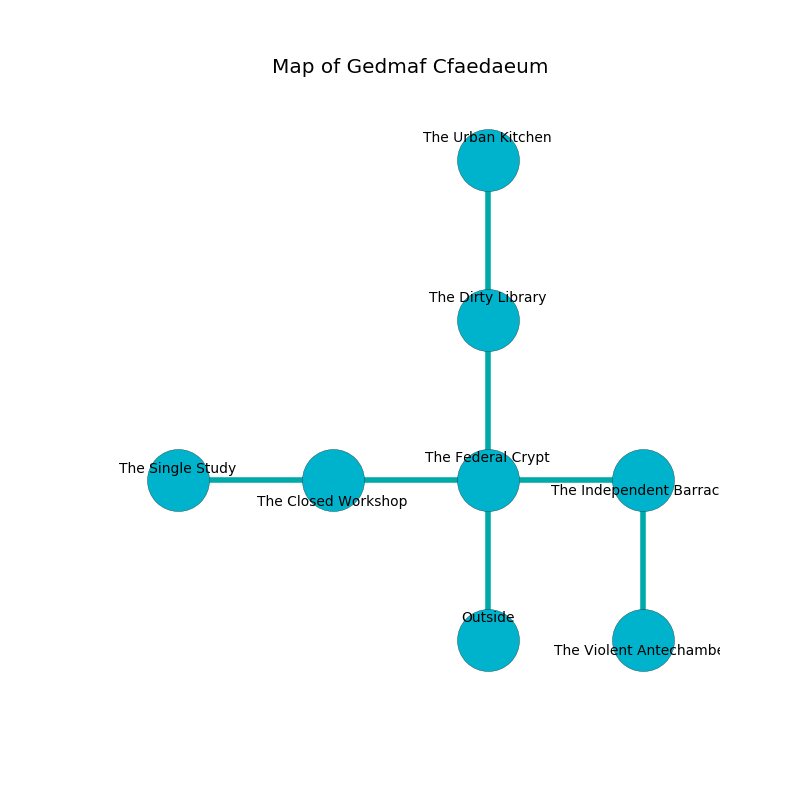 Map of Gedmaf Cfaedaeum
The Urban Kitchen
The Dirty Library
The Federal Crypt
The Single Study
The Independent Barrac
The Closed Workshop
Outside
The Violent Antechambe